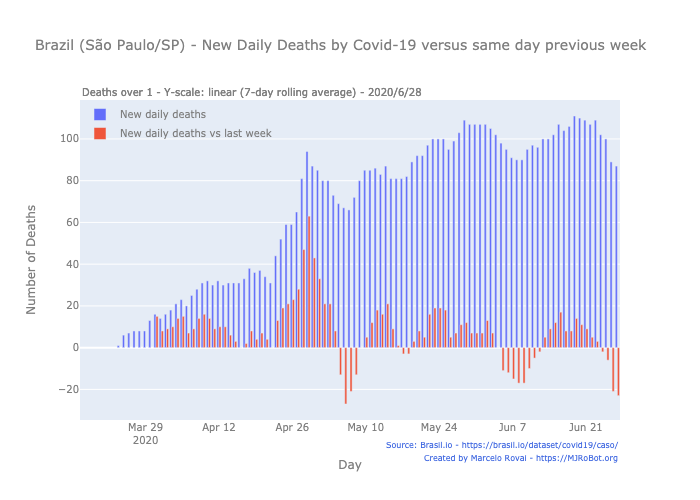 Brazil (São Paulo/SP) - New Daily Deaths by Covid-19 versus same day previous week
Deaths over 1 - Y-scale: linear (7-day rolling average) - 2020/6/28
New daily deaths
New daily deaths vs last week
100
80
60
40
20
0
−20
Number of Deaths
Mar 29 Apr 12 Apr 26 May 10 May 24 Jun 7 Jun 21
2020
Day
Source: Brasil.io - https://brasil.io/dataset/covid19/caso/
Created by Marcelo Rovai - https://MJRoBot.org